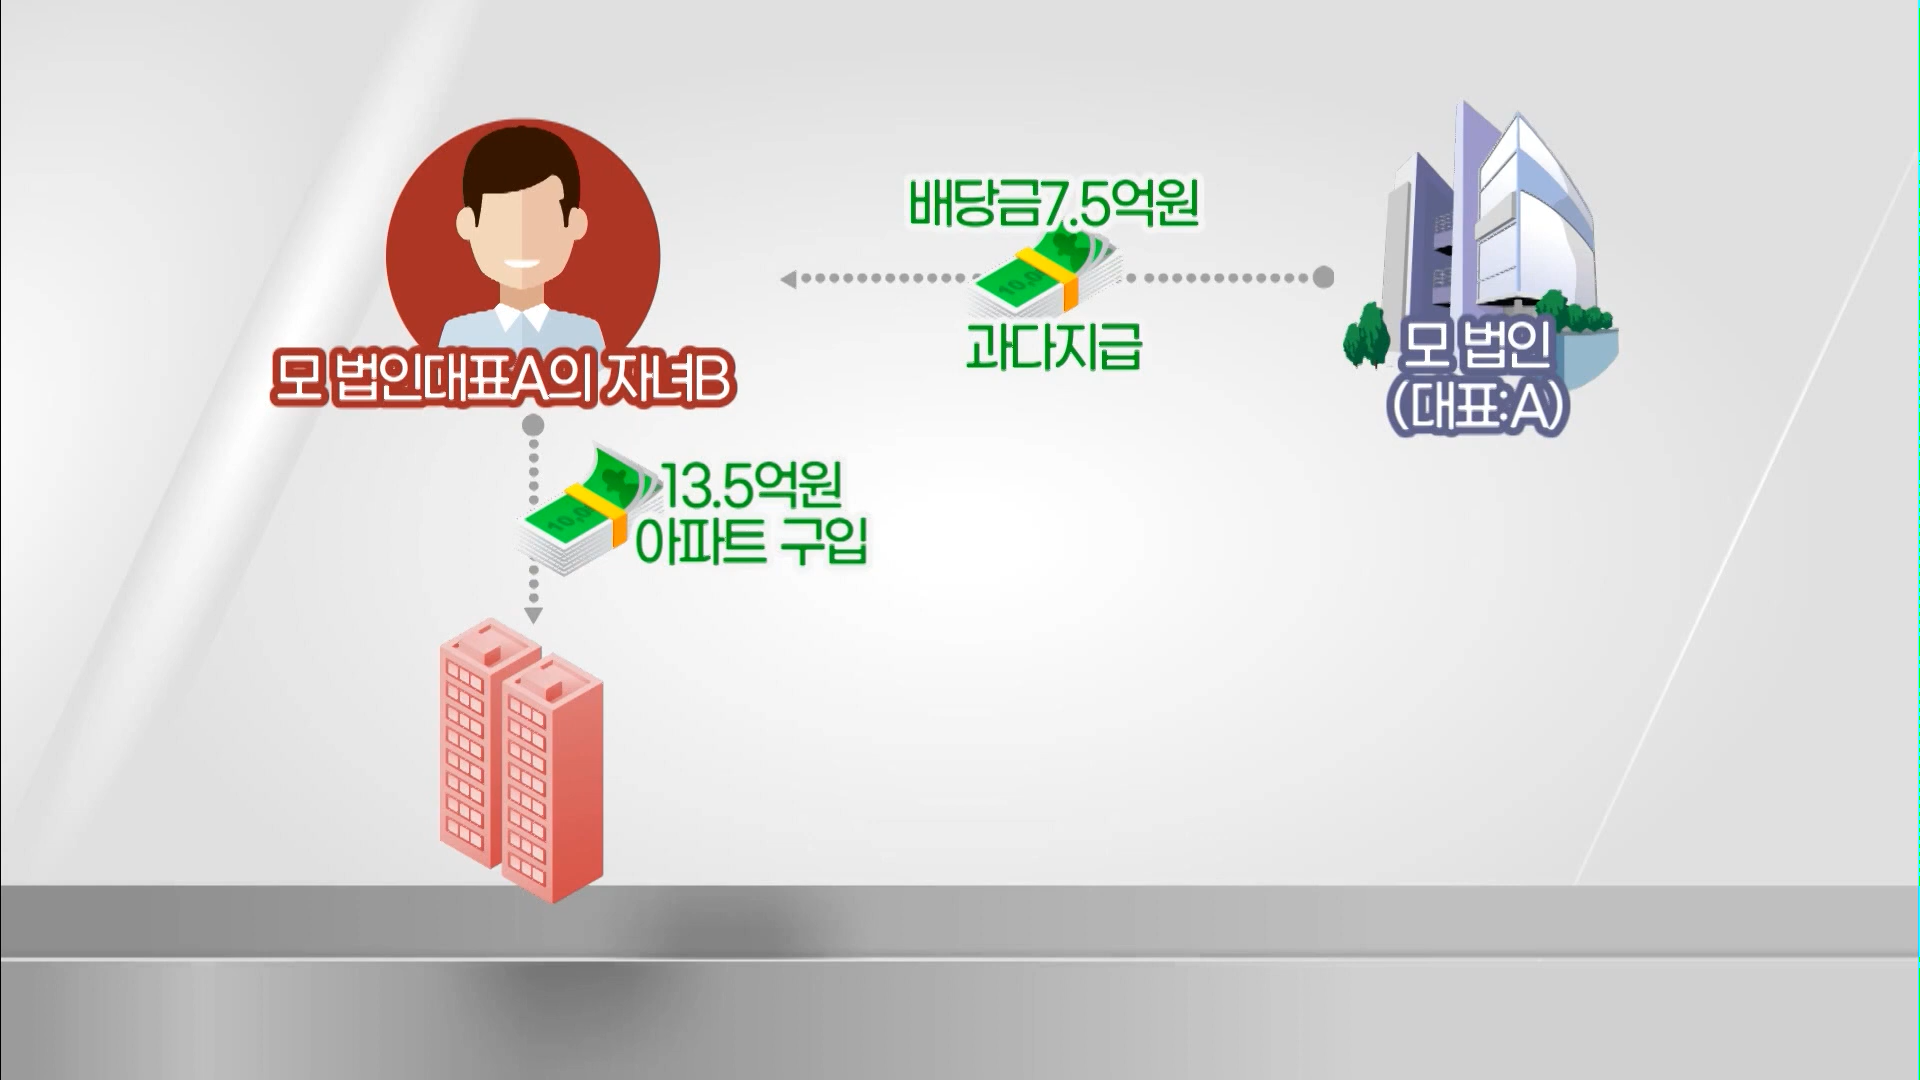 배당금7.5억원
과다지급
모 법인대표A의 자녀B
모 법인
(대표:A)
13.5억원
아파트 구입